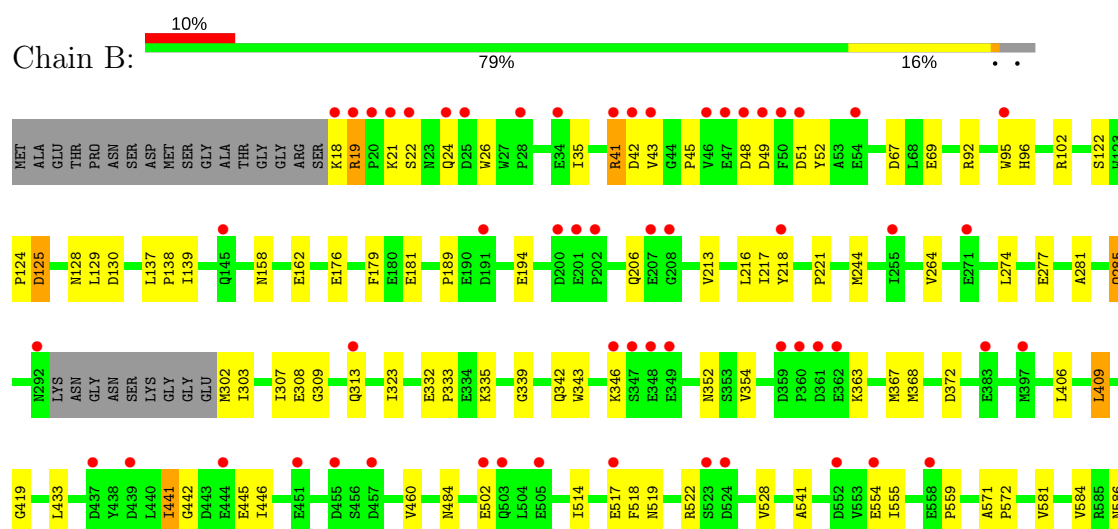 10%
Chain B:
79% 16% • •
MET ALA GLU THR PRO ASN SER ASP MET SER GLY ALA THR GLY GLY ARG SER K18 R19 P20 K21 S22 N23 Q24 D25 W26 W27 P28 E34 I35 R41 D42 V43 G44 P45 V46 E47 D48 D49 F50 D51 Y52 A53 E54 D67 L68 E69 R92 W95 H96 R102 S122
P124 D125 N128 L129 D130 L137 P138 I139 Q145 N158 E162 E176 F179 E180 E181 P189 E190 D191 E194 D200 E201 P202 Q206 E207 G208 V213 L216 I217 Y218 P221 M244 I255 V264 E271 L274 E277 A281
N292 LYS ASN GLY ASN SER LYS GLY GLY GLU M302 I303 I307 E308 G309 Q313 I323 E332 P333 E334 K335 G339 Q342 W343 K346 S347 E348 E349 N352 S353 V354 D359 P360 D361 E362 K363 M367 M368 D372 E383 M397 L406 L409
G419 L433 D437 Y438 D439 L440 I441 G442 D443 E444 E445 I446 E451 D455 S456 D457 V460 N484 E502 Q503 L504 E505 I514 E517 F518 N519 R522 S523 D524 V528 A541 D552 V553 E554 I555 E558 P559 A571 P572 V581 V584 R585